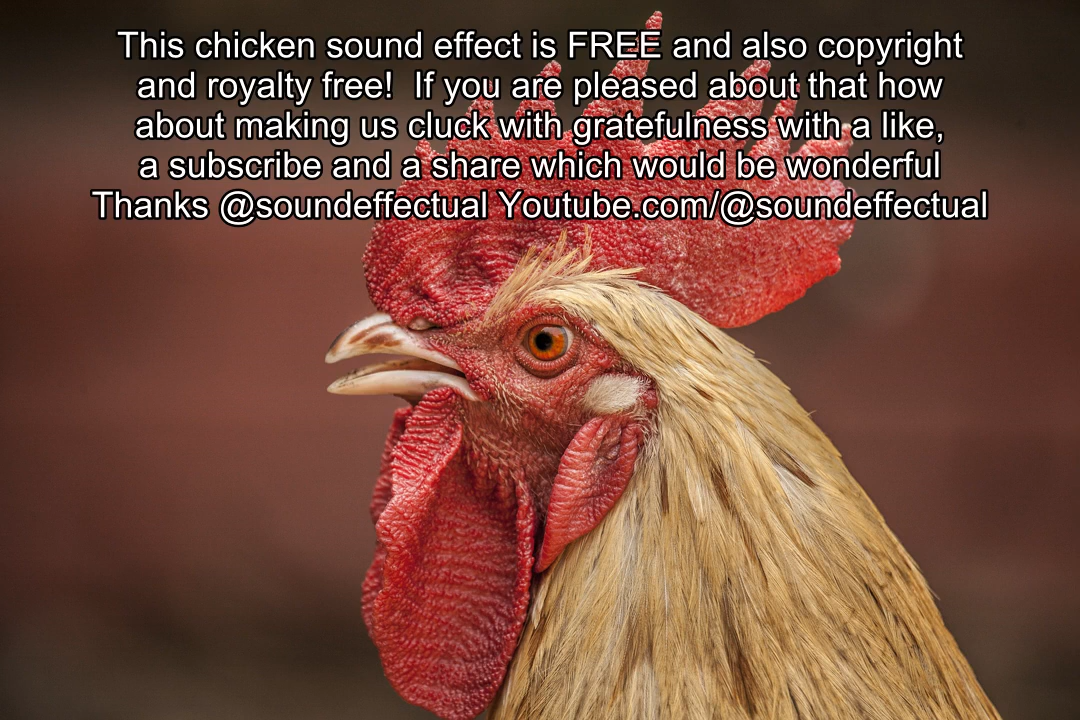 This chicken sound effect is FREE and also copyright
and royalty free!  If you are pleased about that how
about making us cluck with gratefulness with a like,
a subscribe and a share which would be wonderful
Thanks @soundeffectual Youtube.com/@soundeffectual